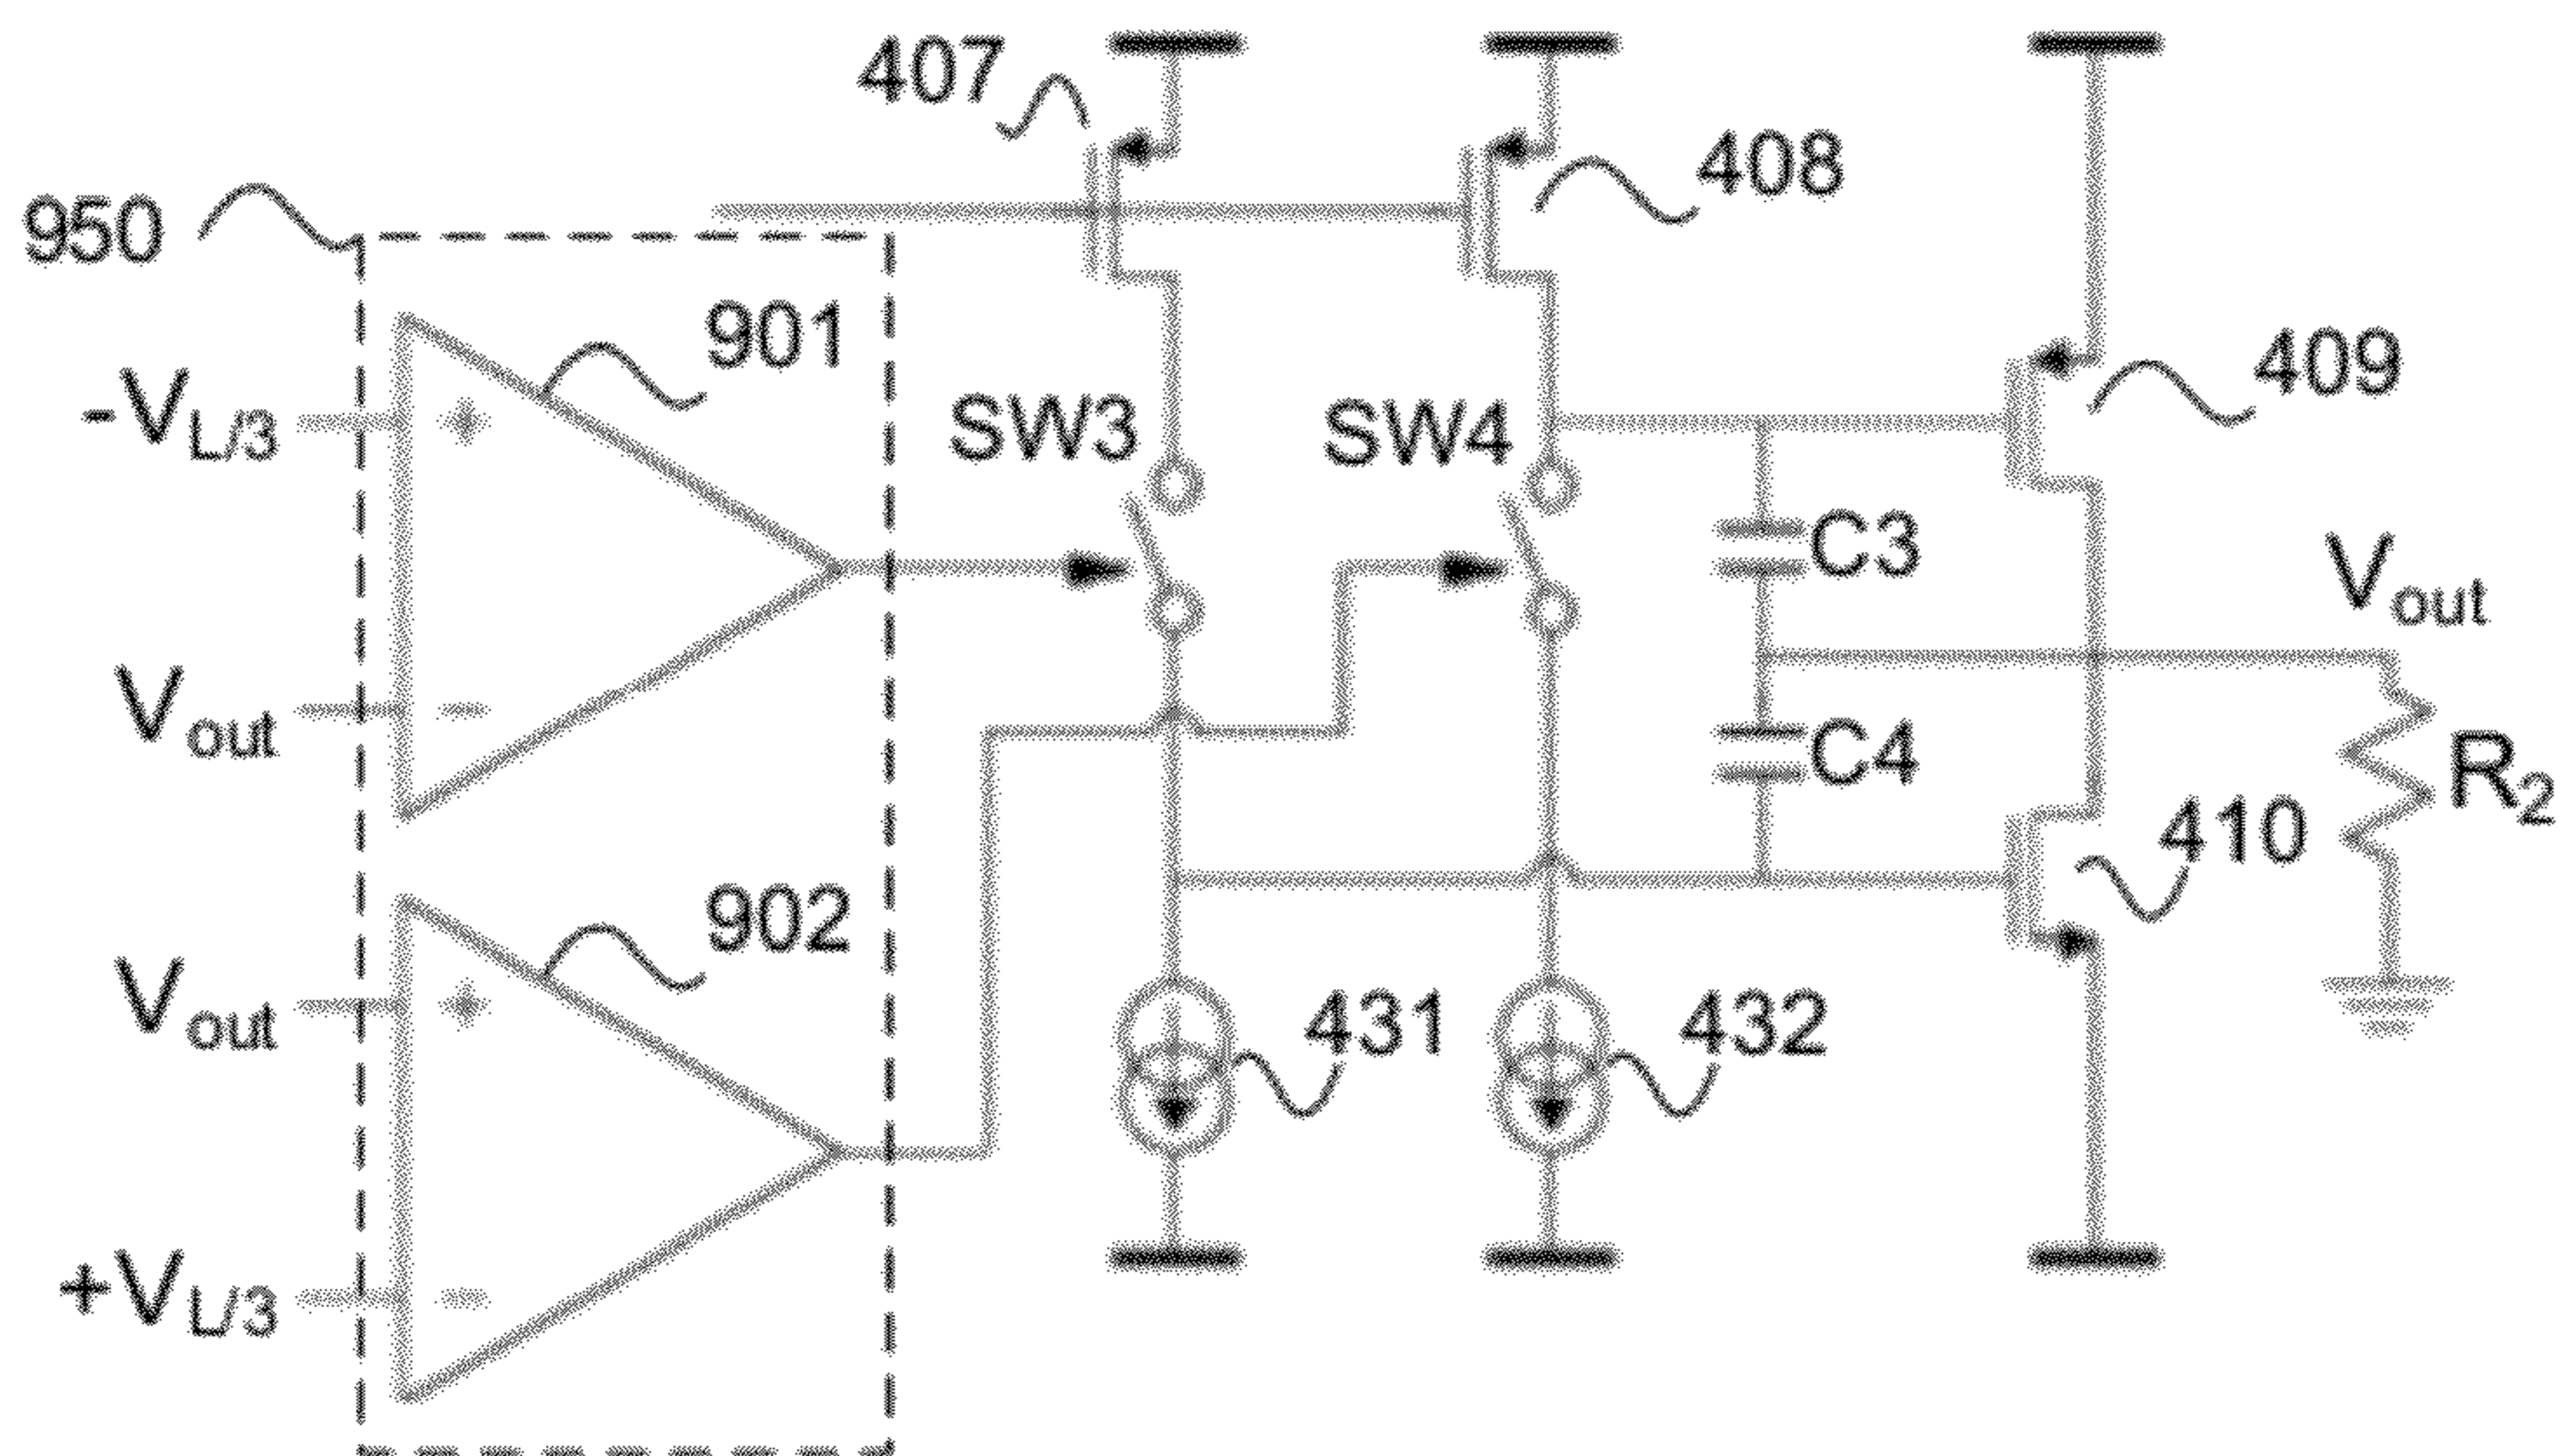 407
408
950
901
409
-VL/3
SW3
SW4
+
C3
Vout
Vout
-
C4
R2
410
902
Vout
+
431
432
+VL/3
-